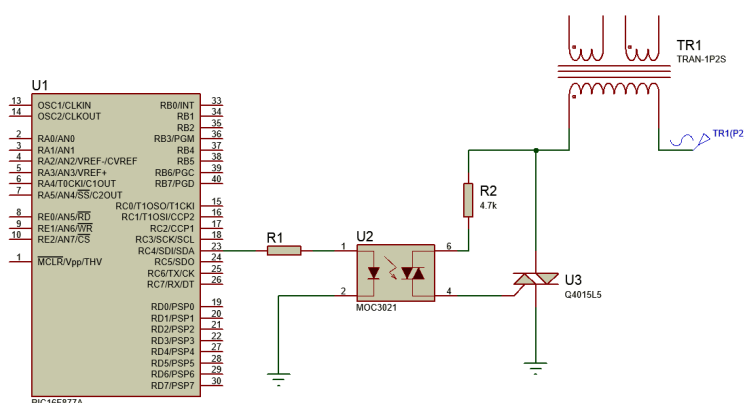 TR1
TRAN-1P2S
TR1(P2
U1
13 OSC1/CLKIN RB0/INT 33
14 OSC2/CLKOUT RB1 34
RB2 35
2 RA0/AN0 RB3/PGM 36
3 RA1/AN1 RB4 37
4 RA2/AN2/VREF-/CVREF RB5 38
5 RA3/AN3/VREF+ RB6/PGC 39
6 RA4/T0CKI/C1OUT RB7/PGD 40
7 RA5/AN4/SS/C2OUT
RC0/T1OSO/T1CKI 15
8 RE0/AN5/RD RC1/T1OSI/CCP2 16
9 RE1/AN6/WR RC2/CCP1 17
10 RE2/AN7/CS RC3/SCK/SCL 18
RC4/SDI/SDA 23
1 MCLR/Vpp/THV RC5/SDO 24
RC6/TX/CK 25
RC7/RX/DT 26
RD0/PSP0 19
RD1/PSP1 20
RD2/PSP2 21
RD3/PSP3 22
RD4/PSP4 27
RD5/PSP5 28
RD6/PSP6 29
RD7/PSP7 30
PIC16F877A
R1
R2
4.7k
U2
1 6
2 4
MOC3021
U3
Q4015L5